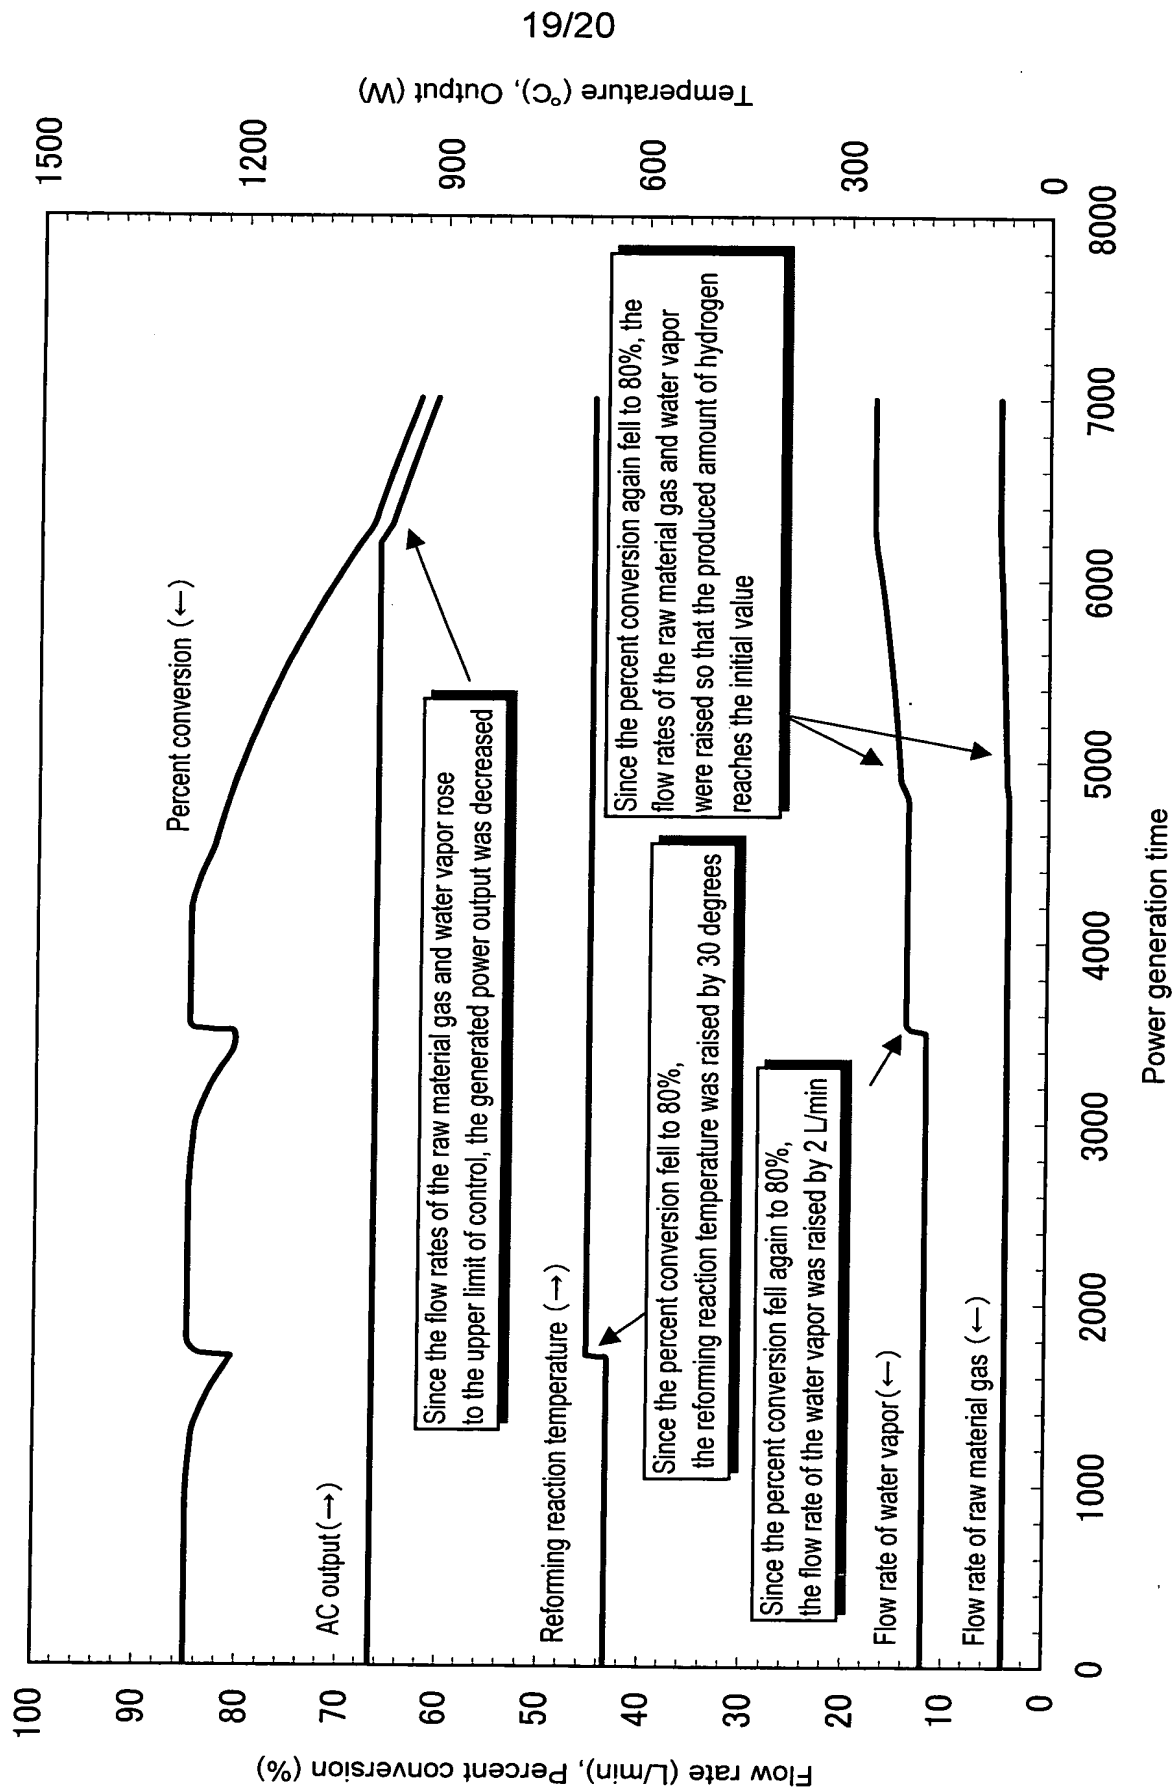 19/20
Temperature (°C), Output (W)
1500
1200
900
600
300
0
Flow rate (L/min), Percent conversion (%)
100
90
80
70
60
50
40
30
20
10
0
0
1000
2000
3000
4000
5000
6000
7000
8000
Power generation time
Percent conversion (←)
AC output(→)
Since the flow rates of the raw material gas and water vapor rose
to the upper limit of control, the generated power output was decreased
Reforming reaction temperature (→)
Since the percent conversion fell to 80%,
the reforming reaction temperature was raised by 30 degrees
Since the percent conversion again fell to 80%, the
flow rates of the raw material gas and water vapor
were raised so that the produced amount of hydrogen
reaches the initial value
Since the percent conversion fell again to 80%,
the flow rate of the water vapor was raised by 2 L/min
Flow rate of water vapor(←)
Flow rate of raw material gas (←)